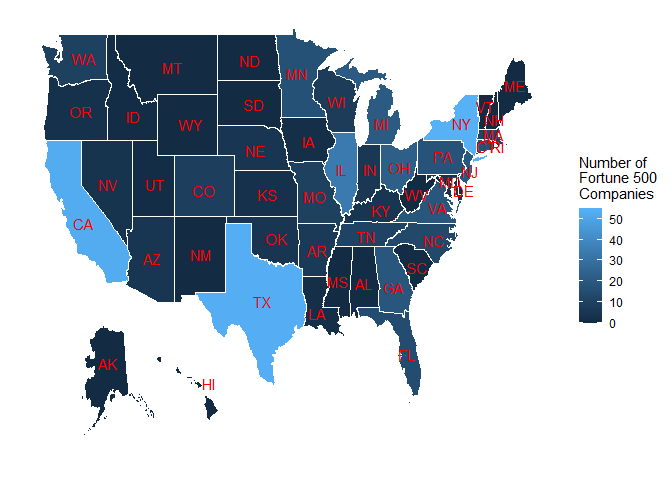 WA
MT
ND
MN
ME
OR
ID
SD
WI
MI
VT
NH
WY
NY
MA
RI
IA
NE
PA
NJ
NV
UT
CO
IL
IN
OH
DE
CA
KS
MO
KY
WV
VA
AZ
NM
OK
AR
TN
NC
SC
TX
MS
AL
GA
LA
FL
AK
HI
Number of
Fortune 500
Companies
50
40
30
20
10
0